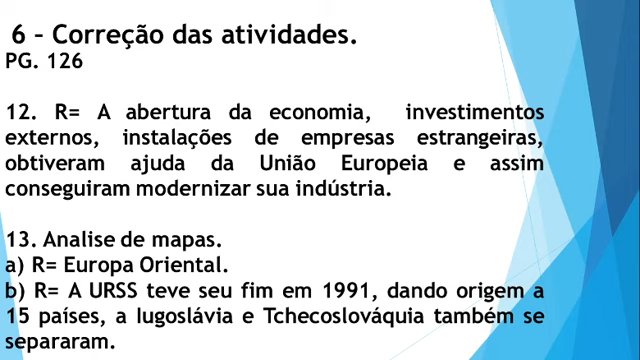 6 – Correção das atividades.
PG. 126
12. R= A abertura da economia, investimentos
externos, instalações de empresas estrangeiras,
obtiveram ajuda da União Europeia e assim
conseguiram modernizar sua indústria.
13. Analise de mapas.
a) R= Europa Oriental.
b) R= A URSS teve seu fim em 1991, dando origem a
15 países, a Iugoslávia e Tchecoslováquia também se
separaram.